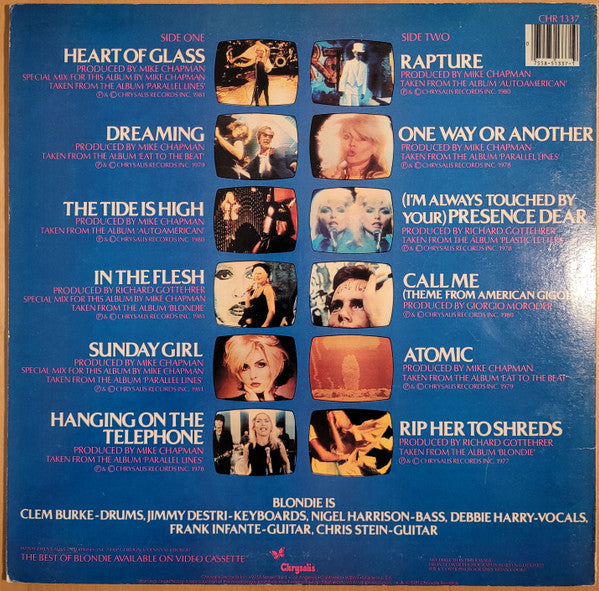 CHR 1337
SIDE ONE
HEART OF GLASS
PRODUCED BY MIKE CHAPMAN
SPECIAL MIX FOR THIS ALBUM BY MIKE CHAPMAN
TAKEN FROM THE ALBUM 'PARALLEL LINES'
℗ & © CHRYSALIS RECORDS INC. 1981
DREAMING
PRODUCED BY MIKE CHAPMAN
TAKEN FROM THE ALBUM 'EAT TO THE BEAT'
℗ & © CHRYSALIS RECORDS INC. 1979
THE TIDE IS HIGH
PRODUCED BY MIKE CHAPMAN
TAKEN FROM THE ALBUM 'AUTOAMERICAN'
℗ & © CHRYSALIS RECORDS INC. 1980
IN THE FLESH
PRODUCED BY RICHARD GOTTEHRER
SPECIAL MIX FOR THIS ALBUM BY MIKE CHAPMAN
TAKEN FROM THE ALBUM 'BLONDIE'
℗ & © CHRYSALIS RECORDS INC. 1981
SUNDAY GIRL
PRODUCED BY MIKE CHAPMAN
SPECIAL MIX FOR THIS ALBUM BY MIKE CHAPMAN
TAKEN FROM THE ALBUM 'PARALLEL LINES'
℗ & © CHRYSALIS RECORDS INC. 1981
HANGING ON THE
TELEPHONE
PRODUCED BY MIKE CHAPMAN
TAKEN FROM THE ALBUM 'PARALLEL LINES'
℗ & © CHRYSALIS RECORDS INC. 1978
SIDE TWO
RAPTURE
PRODUCED BY MIKE CHAPMAN
TAKEN FROM THE ALBUM 'AUTOAMERICAN'
℗ & © CHRYSALIS RECORDS INC. 1980
ONE WAY OR ANOTHER
PRODUCED BY MIKE CHAPMAN
TAKEN FROM THE ALBUM 'PARALLEL LINES'
℗ & © CHRYSALIS RECORDS INC. 1978
(I'M ALWAYS TOUCHED BY
YOUR) PRESENCE DEAR
PRODUCED BY RICHARD GOTTEHRER
TAKEN FROM THE ALBUM 'PLASTIC LETTERS'
℗ & © CHRYSALIS RECORDS INC. 1978
CALL ME
(THEME FROM AMERICAN GIGOL
PRODUCED BY GIORGIO MORODER
℗ & © CHRYSALIS RECORDS INC. 1980
ATOMIC
PRODUCED BY MIKE CHAPMAN
TAKEN FROM THE ALBUM 'EAT TO THE BEAT'
℗ & © CHRYSALIS RECORDS INC. 1979
RIP HER TO SHREDS
PRODUCED BY RICHARD GOTTEHRER
TAKEN FROM THE ALBUM 'BLONDIE'
℗ & © CHRYSALIS RECORDS INC. 1977
BLONDIE IS
CLEM BURKE-DRUMS, JIMMY DESTRI-KEYBOARDS, NIGEL HARRISON-BASS, DEBBIE HARRY-VOCALS,
FRANK INFANTE-GUITAR, CHRIS STEIN-GUITAR
THE BEST OF BLONDIE AVAILABLE ON VIDEO CASSETTE
Chrysalis